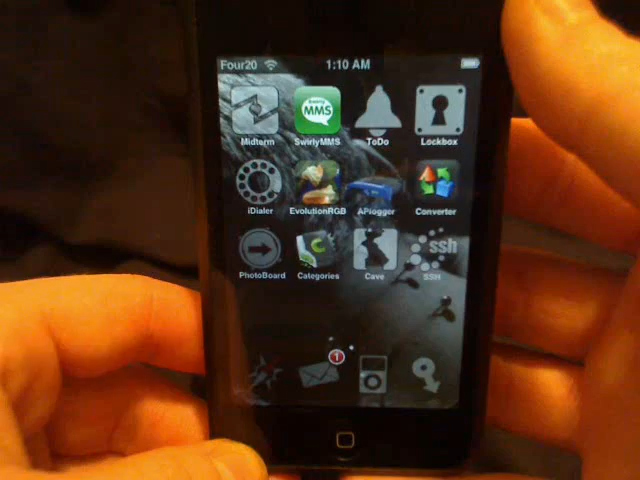 Four20 1:10 AM
Swirly
MMS
Midterm SwirlyMMS ToDo Lockbox
iDialer EvolutionRGB APlogger Converter
ssh
PhotoBoard Categories Cave SSH
1